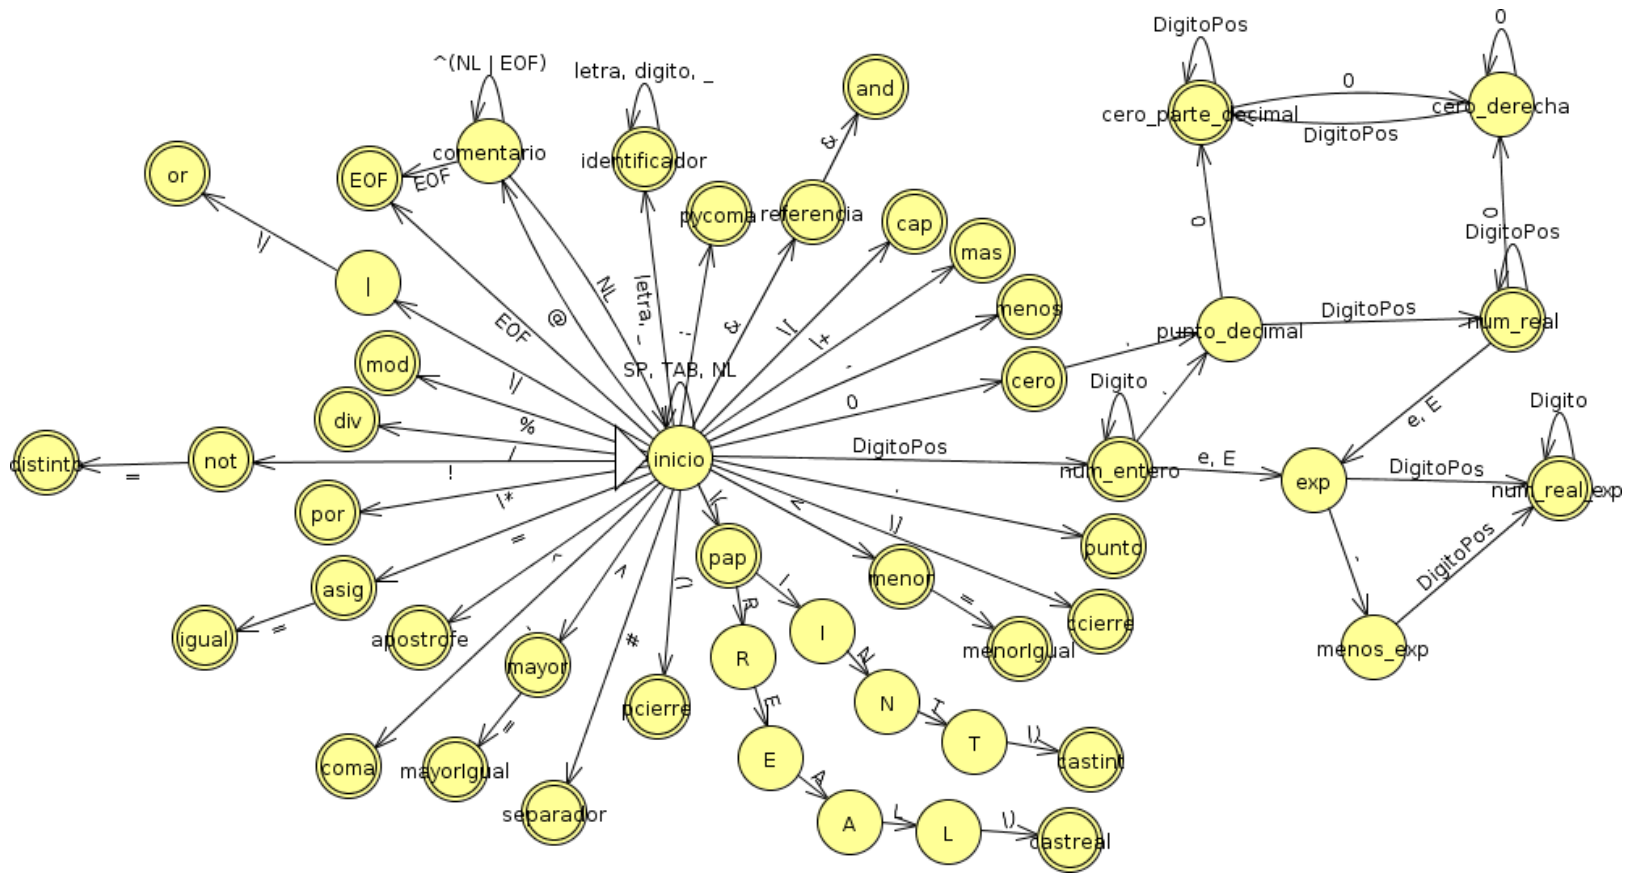 DigitoPos
0
^(NL | EOF)
letra, digito, _
and
0
cero_parte_decimal
cero_derecha
DigitoPos
comentario
identificador
&
or
EOF
EOF
pycoma
referencia
cap
0
0
DigitoPos
mas
\|
|
NL
letra, _
;
&
\[
\+
menos
-
punto_decimal
DigitoPos
num_real
EOF
@
SP, TAB, NL
.
mod
\|
cero
0
Digito
.
e, E
Digito
div
%
/
inicio
DigitoPos
num_entero
e, E
exp
DigitoPos
num_real_exp
distinto
=
not
!
por
\*
\(
<
\]
.
punto
-
DigitoPos
asig
=
^
>
\)
pap
menor
igual
=
apostrofe
,
mayor
#
R
I
I
=
ccierre
menorIgual
menos_exp
R
N
pcierre
E
N
T
T
\)
castint
coma
mayorIgual
=
E
A
separador
A
L
L
\)
castreal